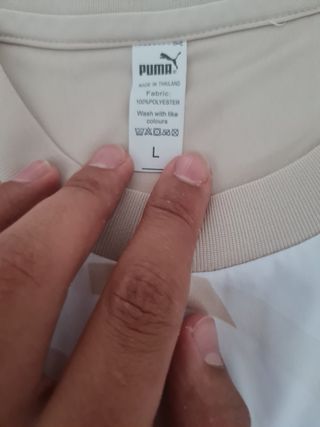 PUMA
MADE IN THAILAND
Fabric:
100%POLYESTER
Wash with like
colours
L